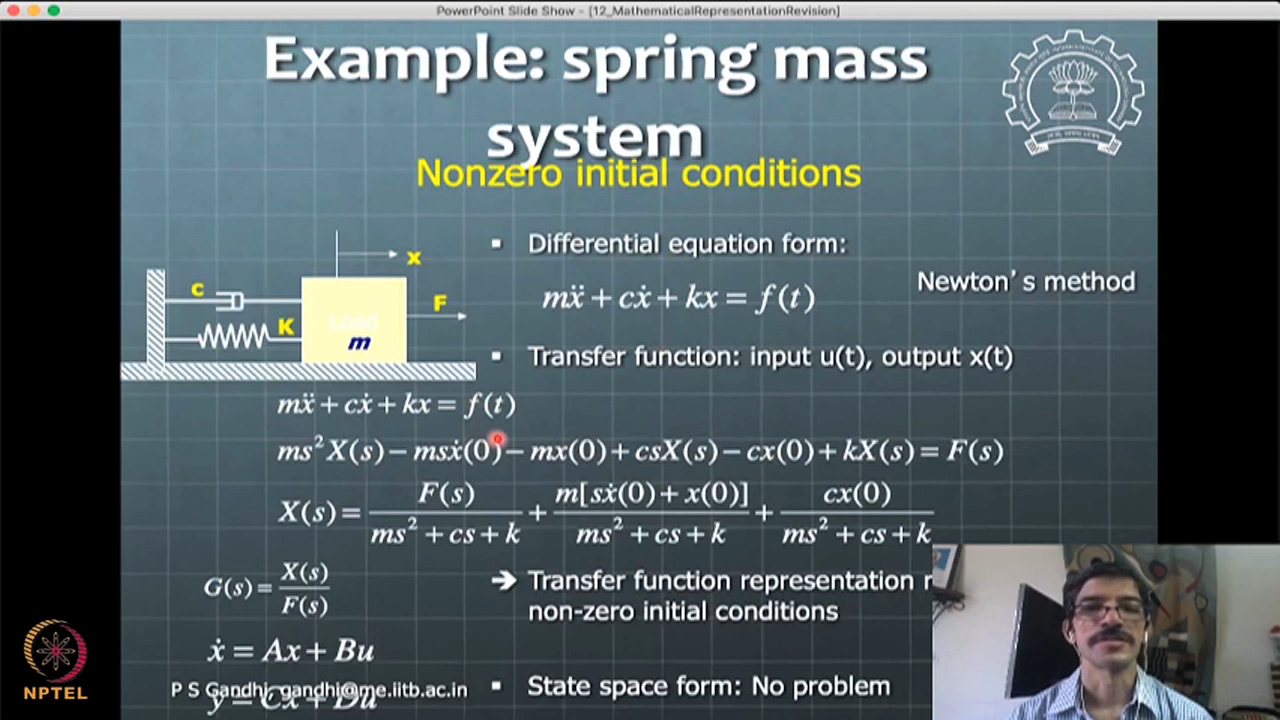 PowerPoint Slide Show - [12_MathematicalRepresentationRevision]
Example: spring mass
system
Nonzero initial conditions
x
c
F
K
Load
m
▪ Differential equation form:
mẍ + cẋ + kx = f(t)
Newton's method
▪ Transfer function: input u(t), output x(t)
mẍ + cẋ + kx = f(t)
ms²X(s) − msẋ(0) − mx(0) + csX(s) − cx(0) + kX(s) = F(s)
X(s) = F(s)/(ms² + cs + k) + m[sẋ(0) + x(0)]/(ms² + cs + k) + cx(0)/(ms² + cs + k)
G(s) = X(s)/F(s)
➔ Transfer function representation
non-zero initial conditions
ẋ = Ax + Bu
y = Cx + Du
P S Gandhi, gandhi@me.iitb.ac.in
▪ State space form: No problem
NPTEL